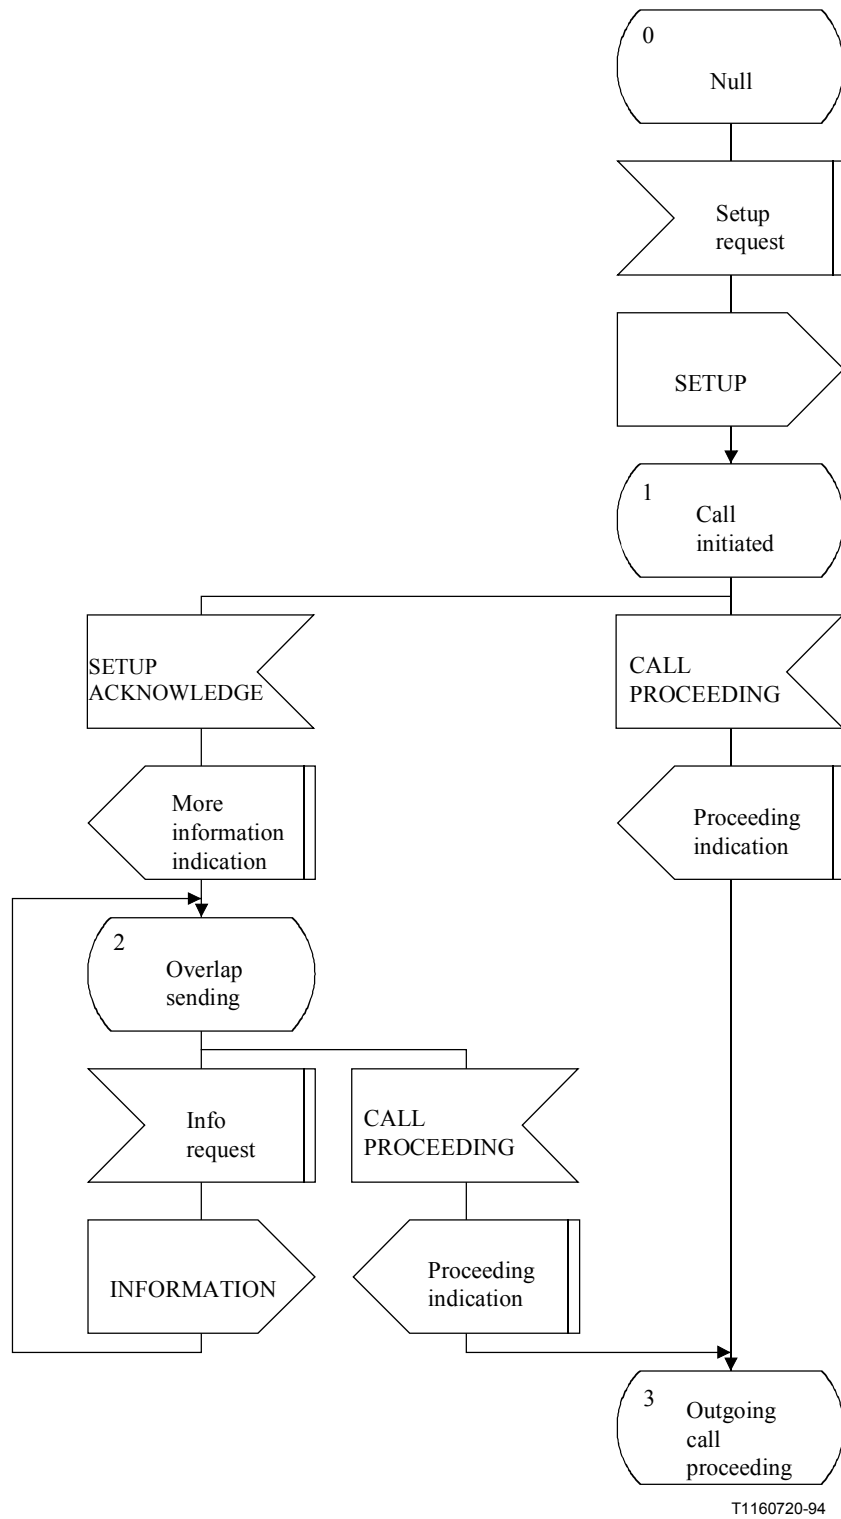 0
Null
Setup
request
SETUP
1
Call
initiated
SETUP
ACKNOWLEDGE
CALL
PROCEEDING
More
information
indication
Proceeding
indication
2
Overlap
sending
Info
request
CALL
PROCEEDING
INFORMATION
Proceeding
indication
3
Outgoing
call
proceeding
T1160720-94